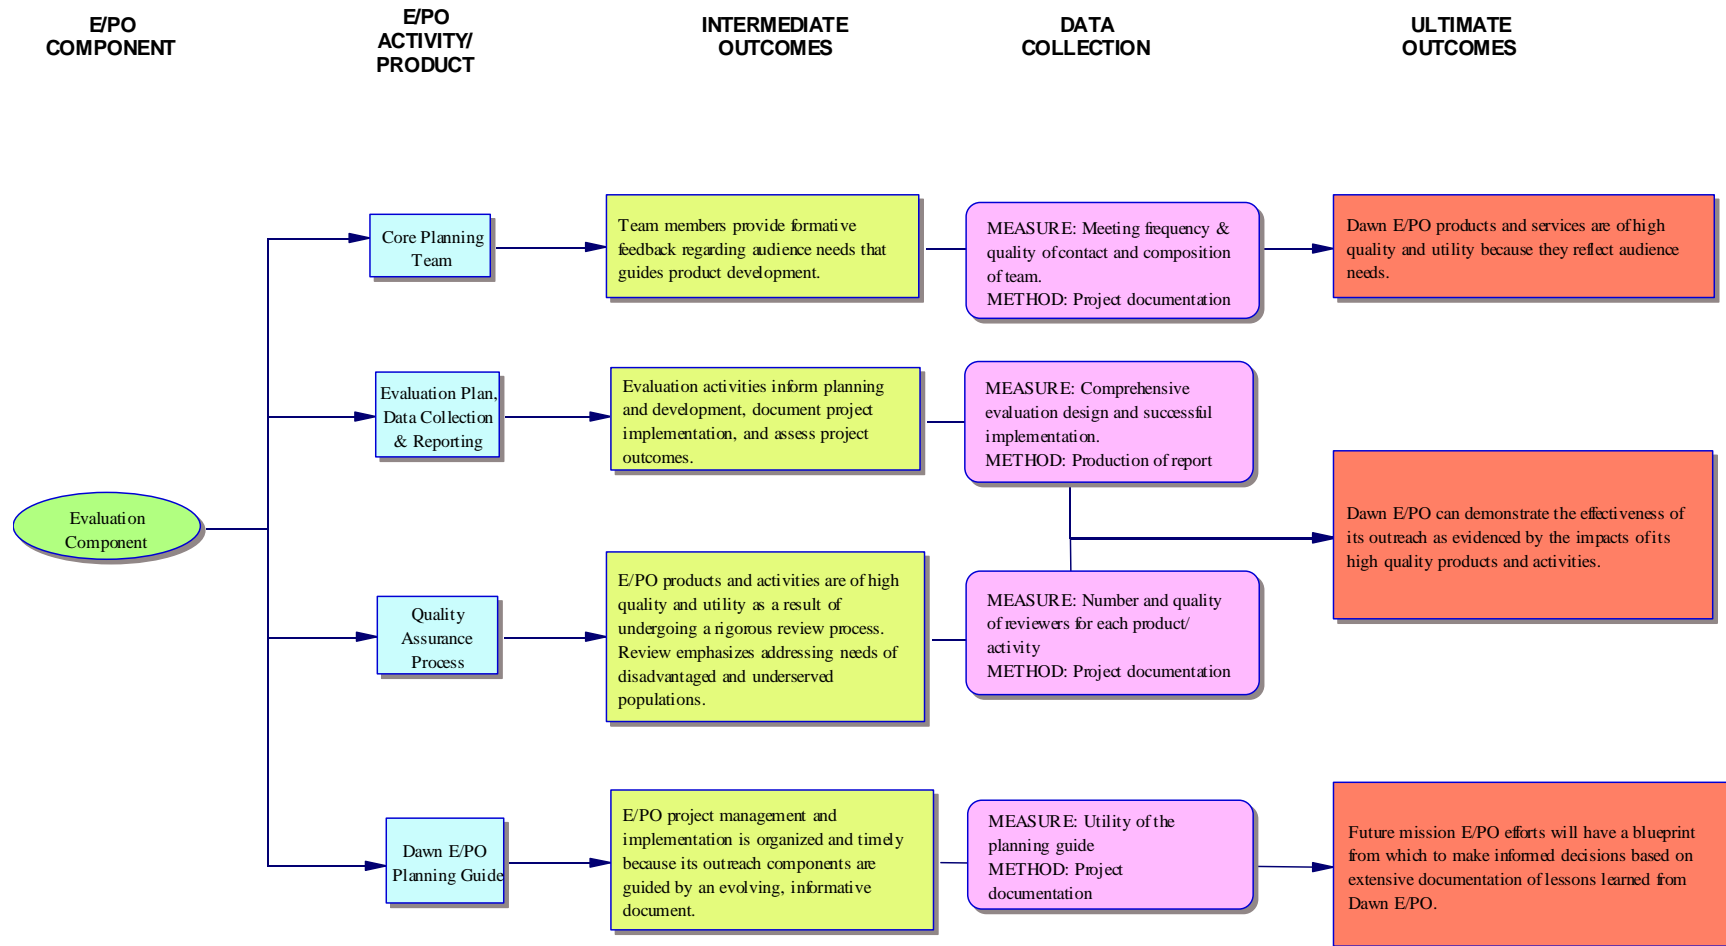 E/PO
COMPONENT
E/PO
ACTIVITY/
PRODUCT
INTERMEDIATE
OUTCOMES
DATA
COLLECTION
ULTIMATE
OUTCOMES
Evaluation
Component
Core Planning
Team
Team members provide formative
feedback regarding audience needs that
guides product development.
MEASURE: Meeting frequency &
quality of contact and composition
of team.
METHOD: Project documentation
Dawn E/PO products and services are of high
quality and utility because they reflect audience
needs.
Evaluation Plan,
Data Collection
& Reporting
Evaluation activities inform planning
and development, document project
implementation, and assess project
outcomes.
MEASURE: Comprehensive
evaluation design and successful
implementation.
METHOD: Production of report
Dawn E/PO can demonstrate the effectiveness of
its outreach as evidenced by the impacts of its
high quality products and activities.
Quality
Assurance
Process
E/PO products and activities are of high
quality and utility as a result of
undergoing a rigorous review process.
Review emphasizes addressing needs of
disadvantaged and underserved
populations.
MEASURE: Number and quality
of reviewers for each product/
activity
METHOD: Project documentation
Dawn E/PO
Planning Guide
E/PO project management and
implementation is organized and timely
because its outreach components are
guided by an evolving, informative
document.
MEASURE: Utility of the
planning guide
METHOD: Project
documentation
Future mission E/PO efforts will have a blueprint
from which to make informed decisions based on
extensive documentation of lessons learned from
Dawn E/PO.